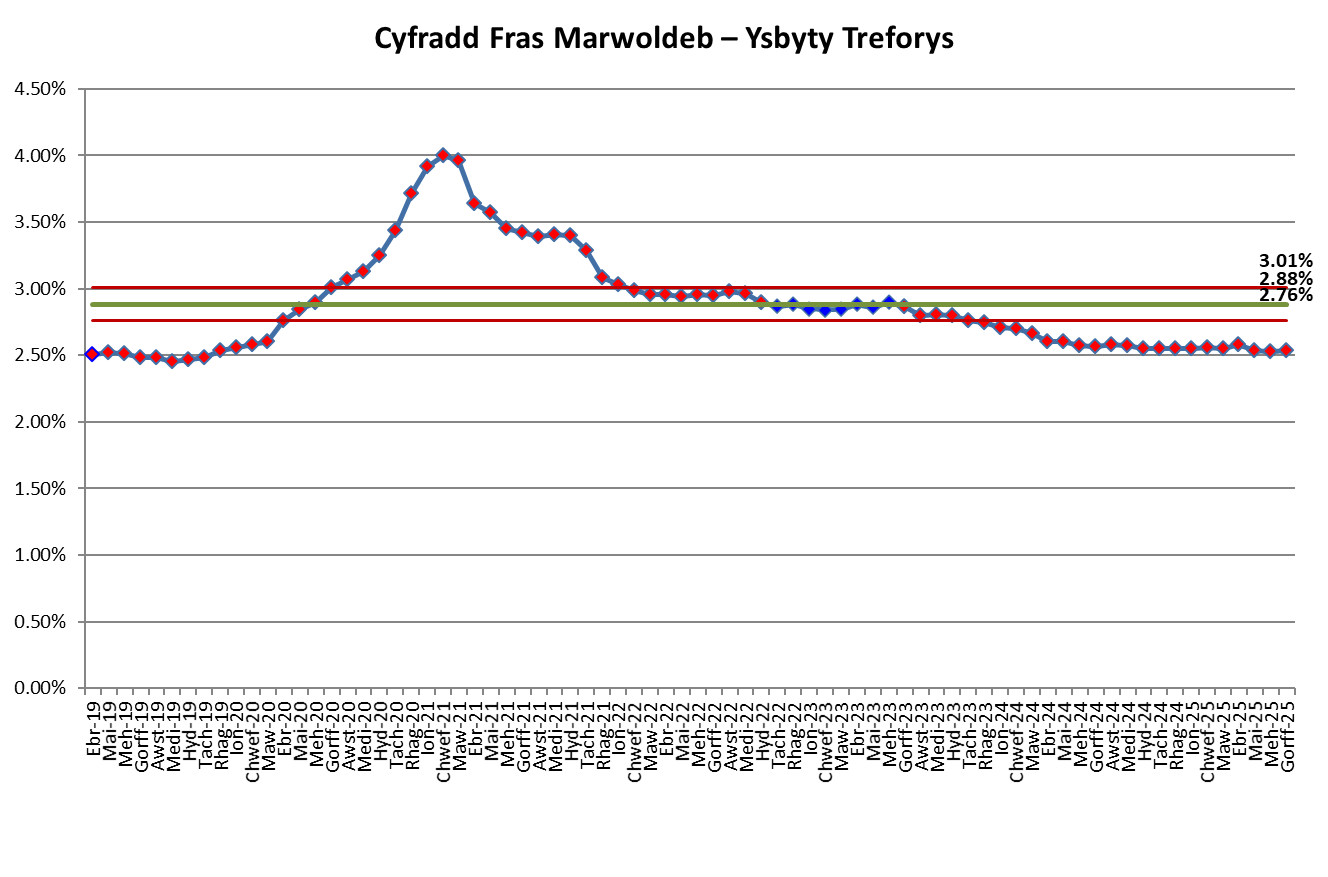 Cyfradd Fras Marwoldeb – Ysbyty Treforys
4.50%
4.00%
3.50%
3.00%
2.50%
2.00%
1.50%
1.00%
0.50%
0.00%
3.01%
2.88%
2.76%
Ebr-19
Mai-19
Meh-19
Gorff-19
Awst-19
Medi-19
Hyd-19
Tach-19
Rhag-19
Ion-20
Chwef-20
Maw-20
Ebr-20
Mai-20
Meh-20
Gorff-20
Awst-20
Medi-20
Hyd-20
Tach-20
Rhag-20
Ion-21
Chwef-21
Maw-21
Ebr-21
Mai-21
Meh-21
Gorff-21
Awst-21
Medi-21
Hyd-21
Tach-21
Rhag-21
Ion-22
Chwef-22
Maw-22
Ebr-22
Mai-22
Meh-22
Gorff-22
Awst-22
Medi-22
Hyd-22
Tach-22
Rhag-22
Ion-23
Chwef-23
Maw-23
Ebr-23
Mai-23
Meh-23
Gorff-23
Awst-23
Medi-23
Hyd-23
Tach-23
Rhag-23
Ion-24
Chwef-24
Maw-24
Ebr-24
Mai-24
Meh-24
Gorff-24
Awst-24
Medi-24
Hyd-24
Tach-24
Rhag-24
Ion-25
Chwef-25
Maw-25
Ebr-25
Mai-25
Meh-25
Gorff-25